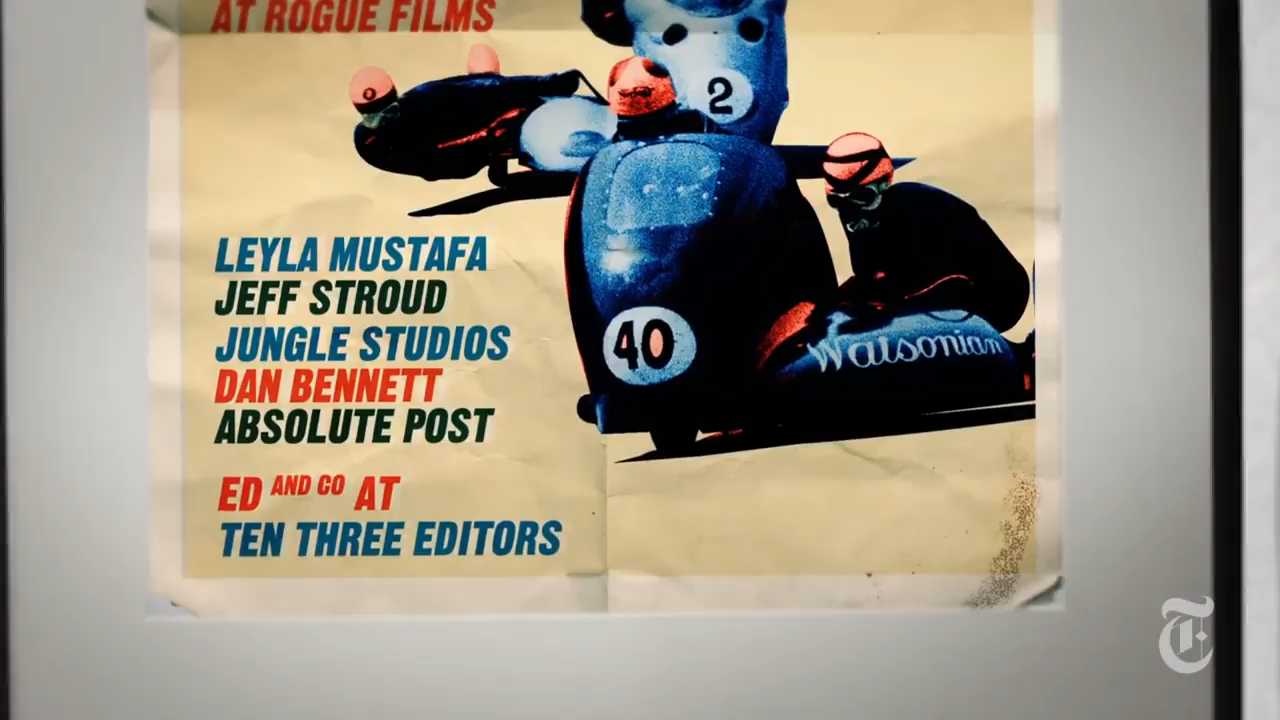 AT ROGUE FILMS
2
LEYLA MUSTAFA
JEFF STROUD
JUNGLE STUDIOS
DAN BENNETT
ABSOLUTE POST
40
Watsonian
ED AND CO AT
TEN THREE EDITORS
T